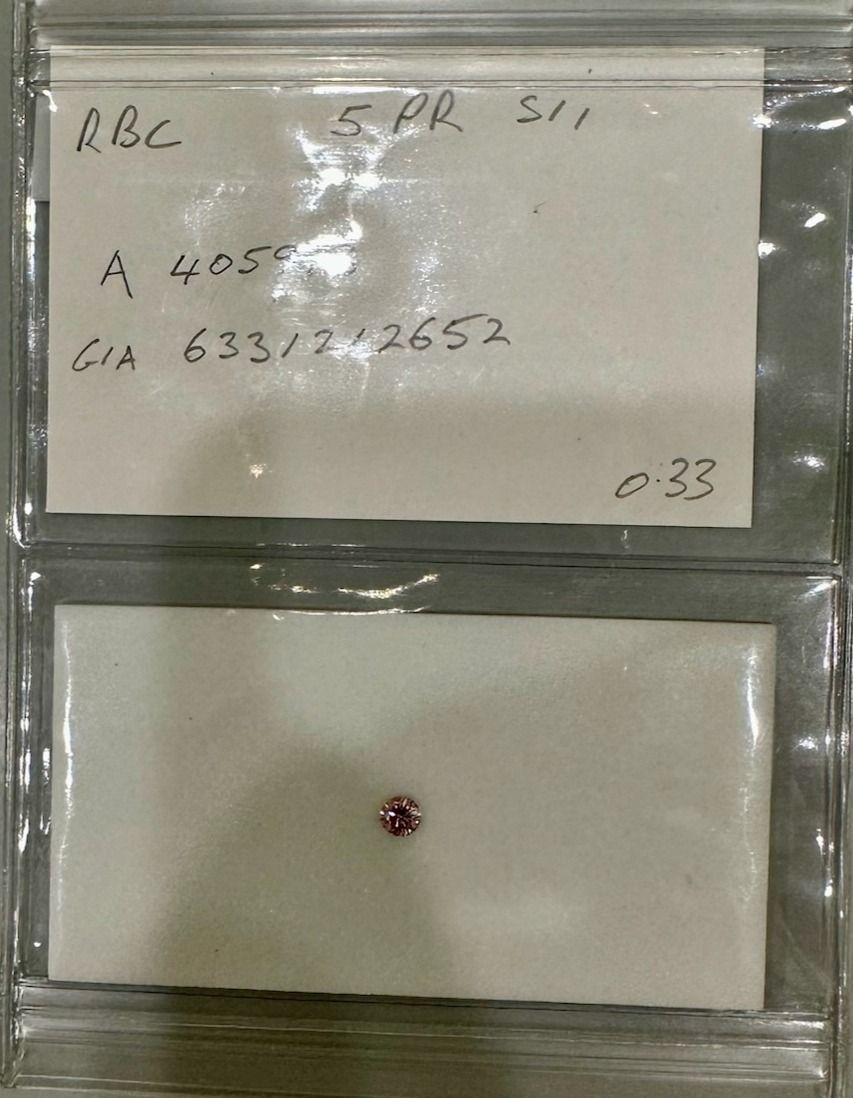 RBC 5 PR SI1
A
GIA 6331212652
0.33